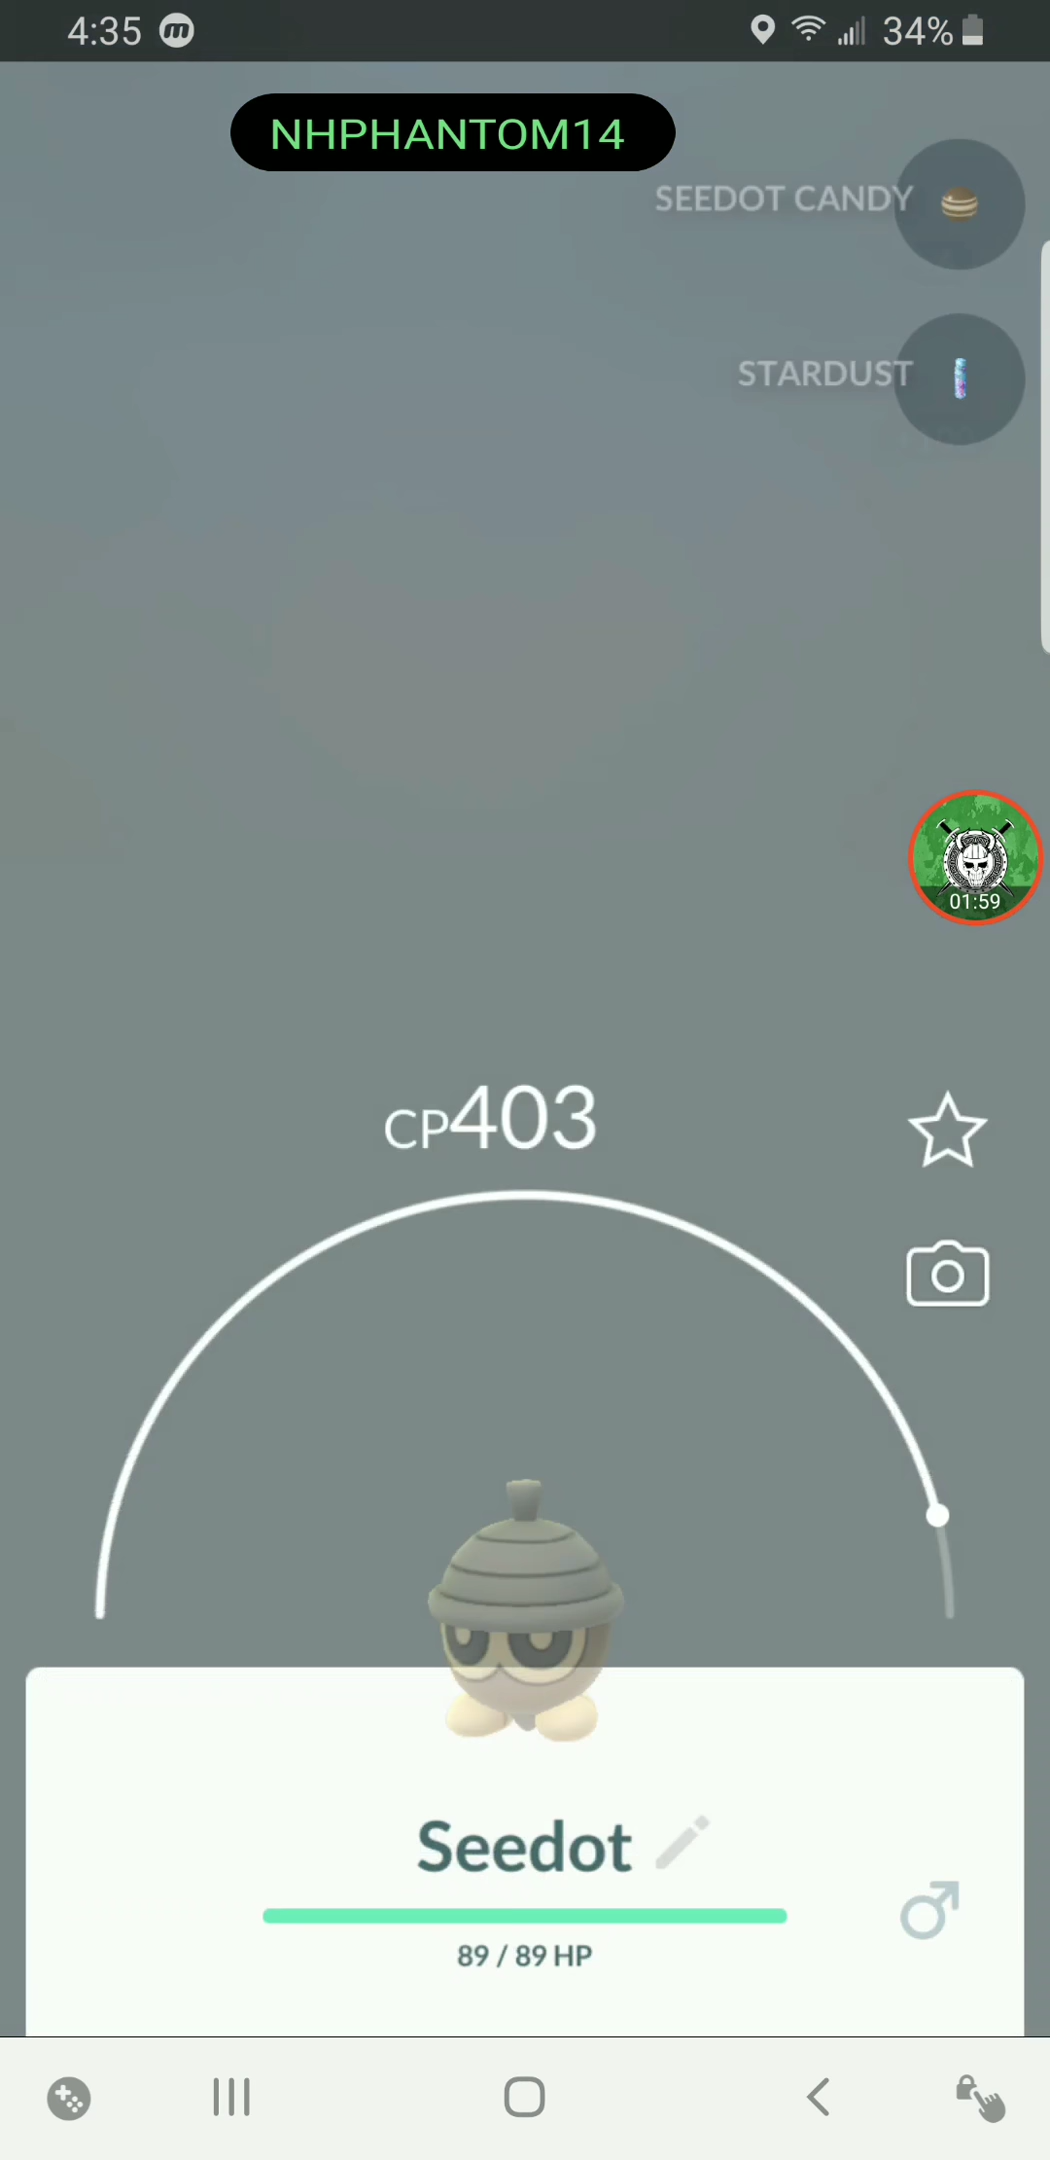 4:35
34%
NHPHANTOM14
SEEDOT CANDY
STARDUST
01:59
CP403
Seedot
89 / 89 HP